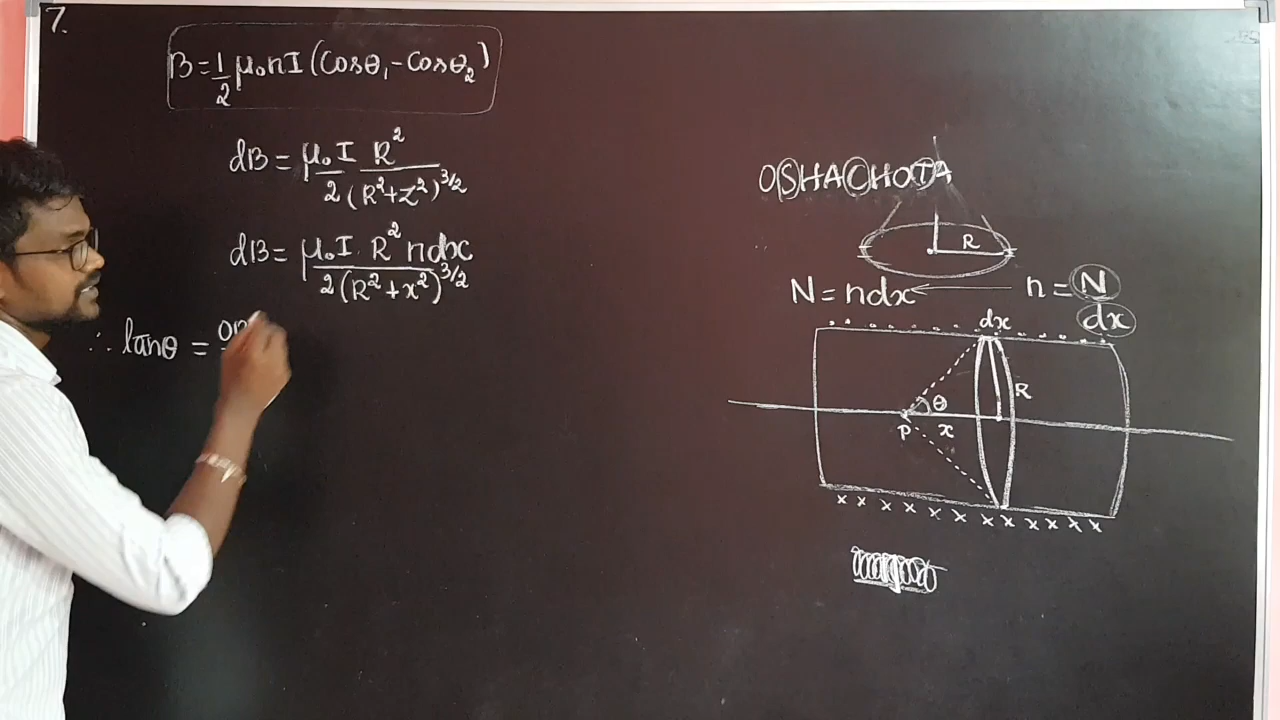 7.
B = 1/2 μ₀nI (Cosθ₁ - Cosθ₂)
dB = μ₀I/2 R²/(R²+Z²)^3/2
dB = μ₀I R² ndx / 2(R²+x²)^3/2
∴ tanθ =
OSHACHOTA
R
N = ndx ← n = N/dx
dx
R
θ
P x